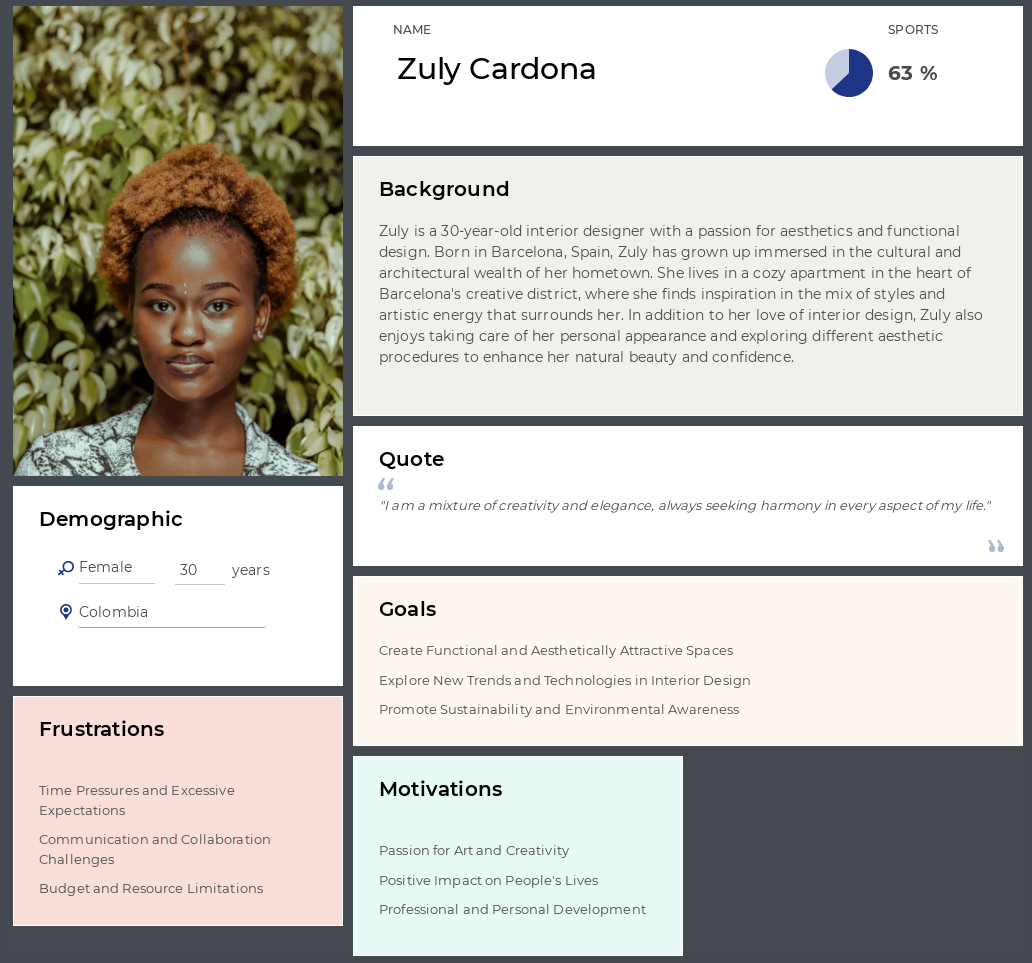 NAME
Zuly Cardona
SPORTS
63 %
Background
Zuly is a 30-year-old interior designer with a passion for aesthetics and functional
design. Born in Barcelona, Spain, Zuly has grown up immersed in the cultural and
architectural wealth of her hometown. She lives in a cozy apartment in the heart of
Barcelona's creative district, where she finds inspiration in the mix of styles and
artistic energy that surrounds her. In addition to her love of interior design, Zuly also
enjoys taking care of her personal appearance and exploring different aesthetic
procedures to enhance her natural beauty and confidence.
Quote
“
"I am a mixture of creativity and elegance, always seeking harmony in every aspect of my life."
”
Demographic
Female 30 years
Colombia
Goals
Create Functional and Aesthetically Attractive Spaces
Explore New Trends and Technologies in Interior Design
Promote Sustainability and Environmental Awareness
Frustrations
Time Pressures and Excessive
Expectations
Communication and Collaboration
Challenges
Budget and Resource Limitations
Motivations
Passion for Art and Creativity
Positive Impact on People's Lives
Professional and Personal Development